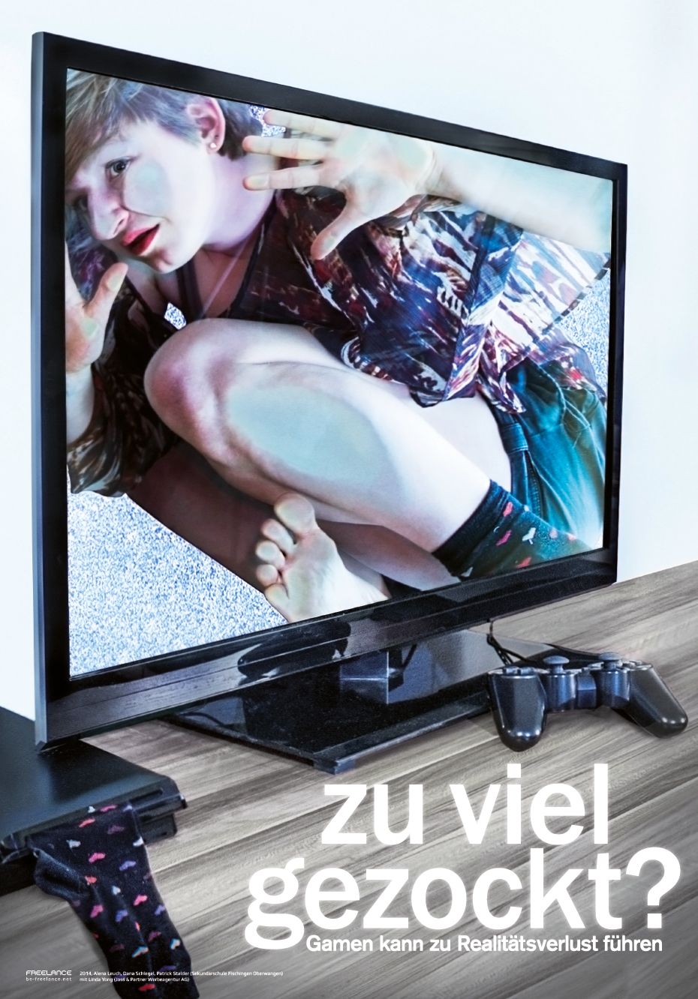 zu viel
gezockt?
Gamen kann zu Realitätsverlust führen
FREELANCE
be-freelance.net
2014, Alena Leuch, Dana Schlegel, Patrick Stalder (Sekundarschule Fischingen Oberwangen)
mit Linda Yong (Joss & Partner Werbeagentur AG)